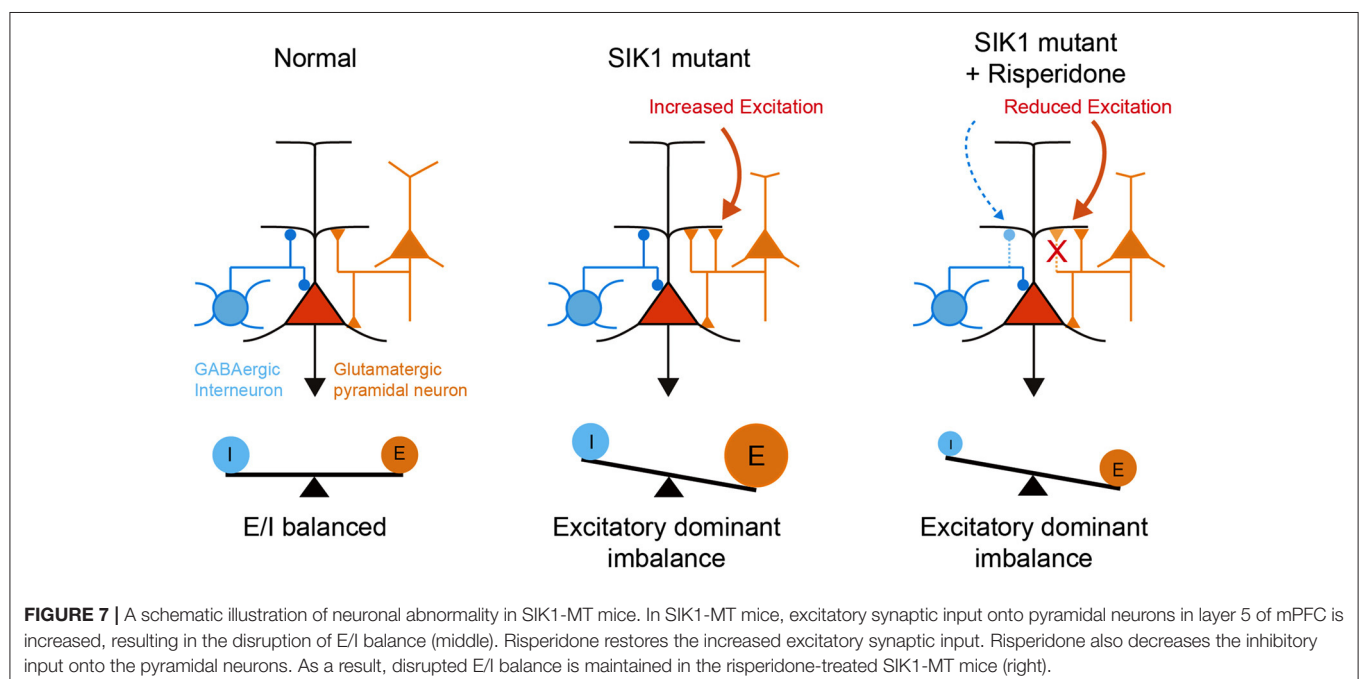 Normal
SIK1 mutant
SIK1 mutant
+ Risperidone
Increased Excitation
Reduced Excitation
X
GABAergic
Interneuron
Glutamatergic
pyramidal neuron
I
E
I
E
I
E
E/I balanced
Excitatory dominant
imbalance
Excitatory dominant
imbalance
FIGURE 7 | A schematic illustration of neuronal abnormality in SIK1-MT mice. In SIK1-MT mice, excitatory synaptic input onto pyramidal neurons in layer 5 of mPFC is
increased, resulting in the disruption of E/I balance (middle). Risperidone restores the increased excitatory synaptic input. Risperidone also decreases the inhibitory
input onto the pyramidal neurons. As a result, disrupted E/I balance is maintained in the risperidone-treated SIK1-MT mice (right).